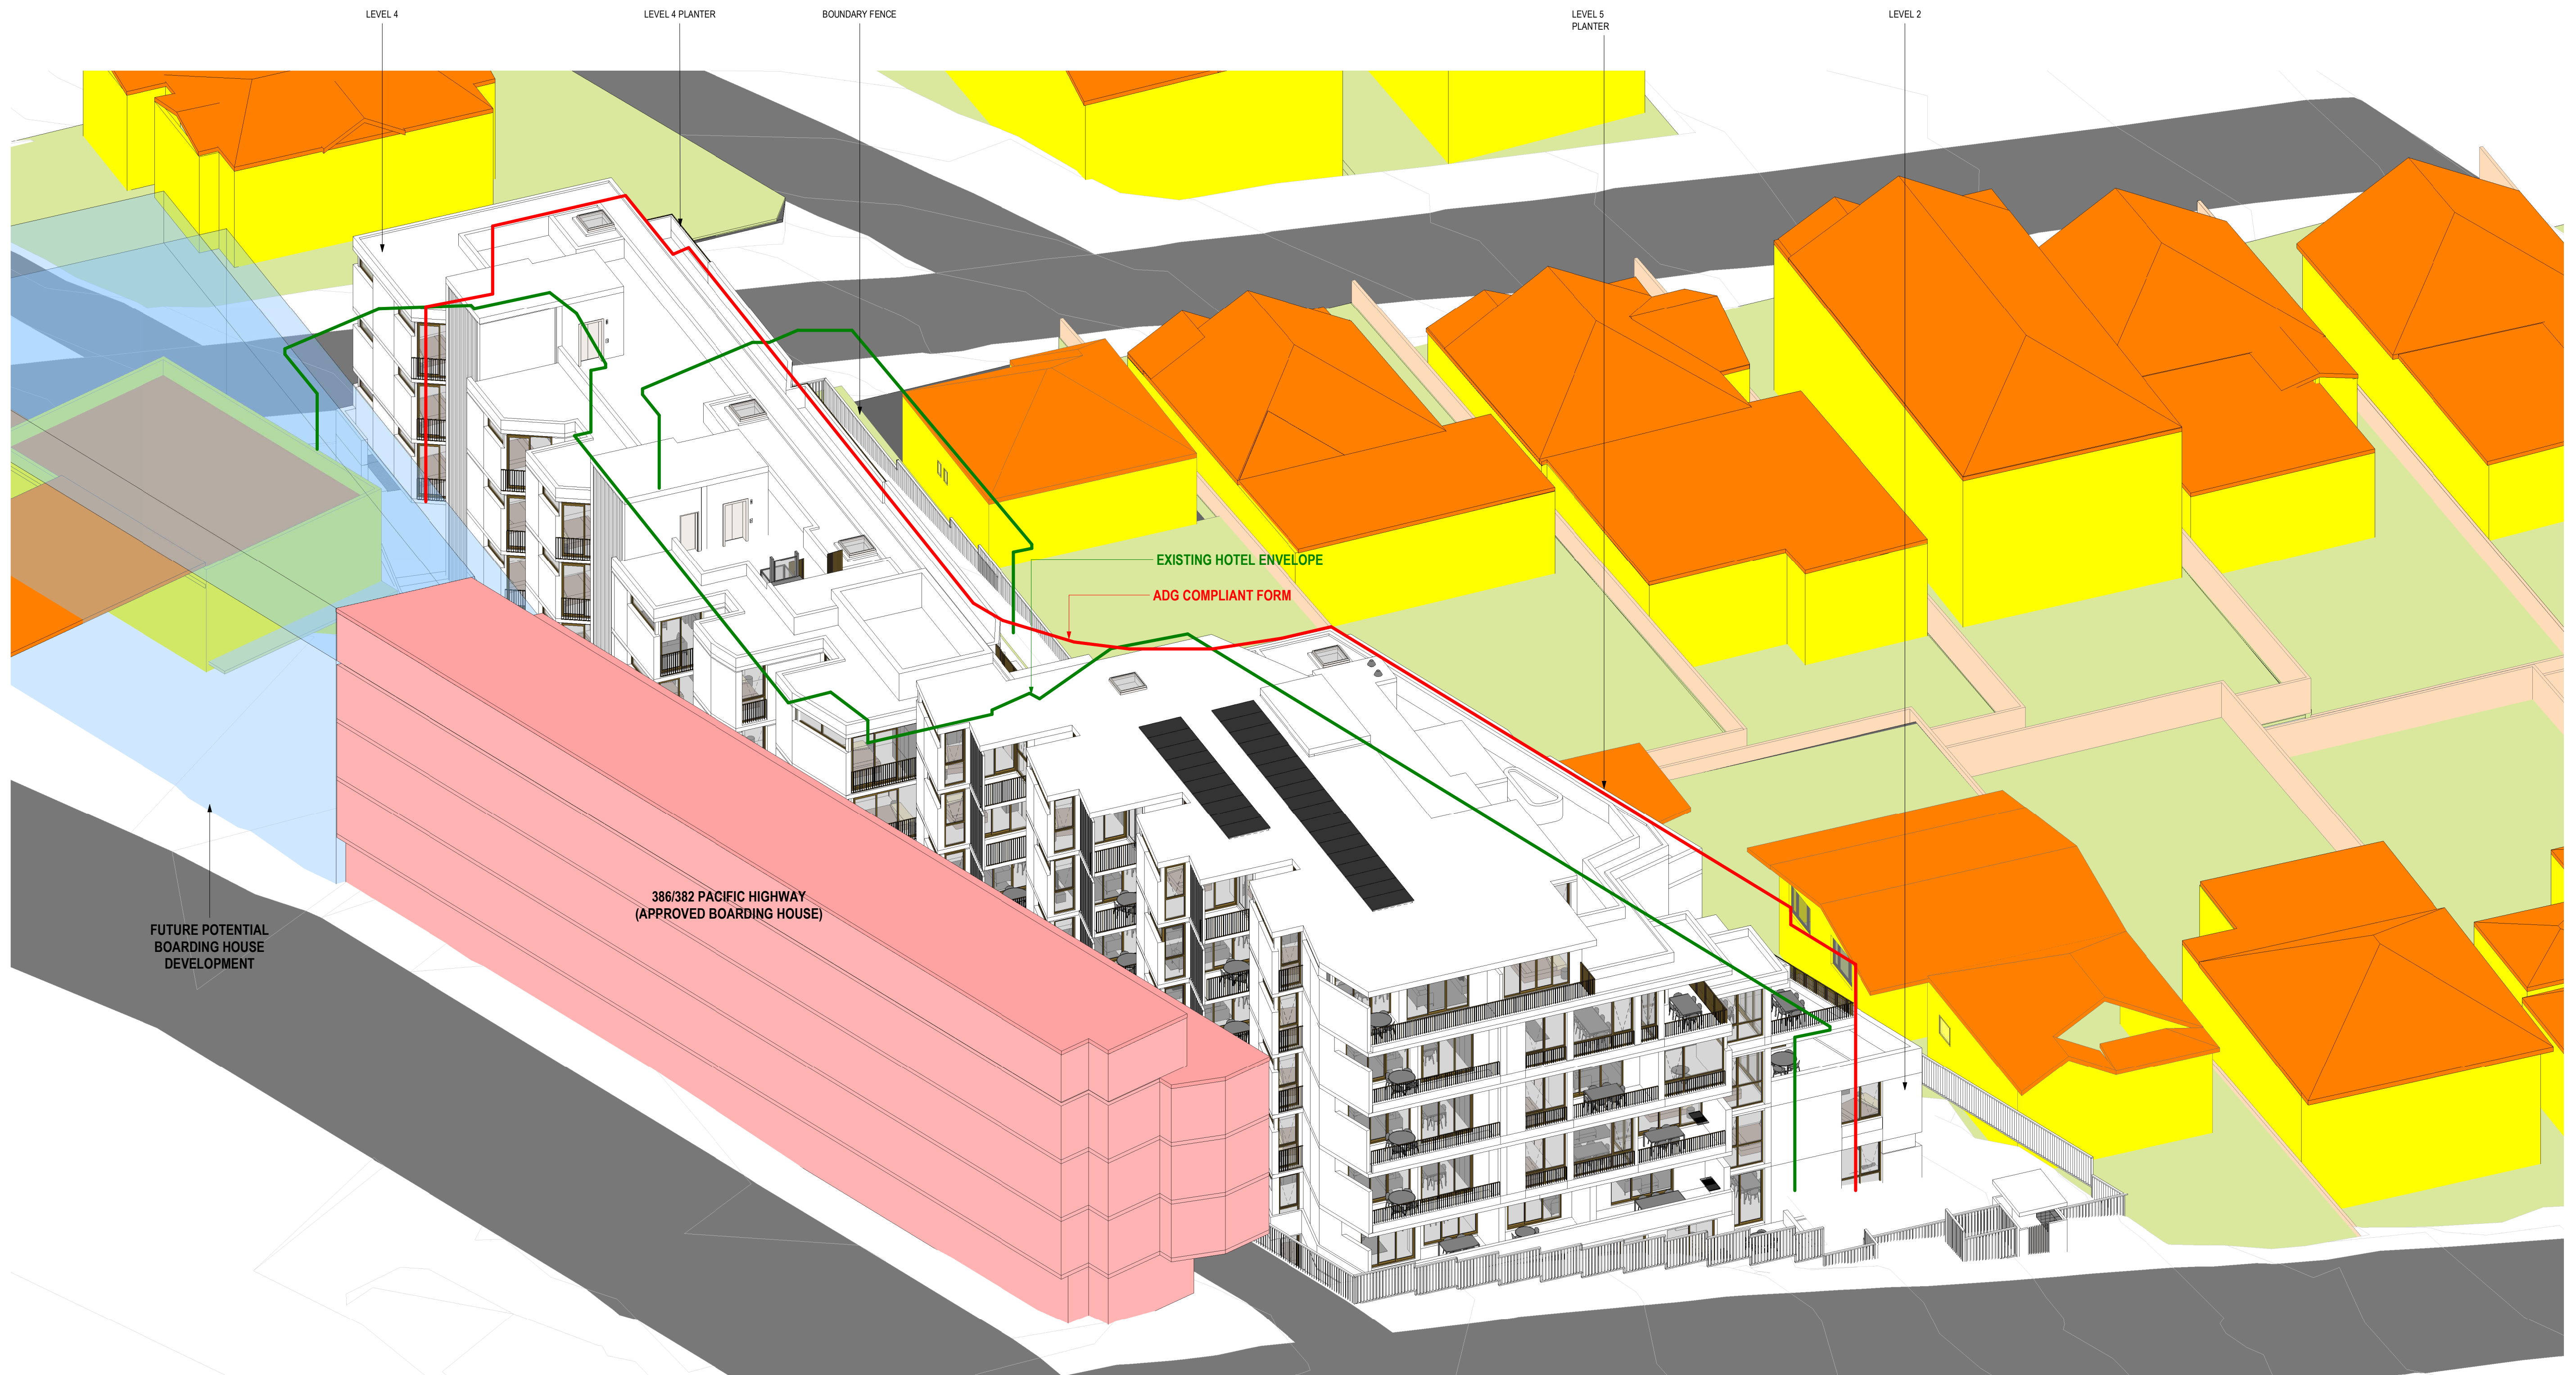 LEVEL 4
LEVEL 4 PLANTER
BOUNDARY FENCE
LEVEL 5
PLANTER
LEVEL 2
EXISTING HOTEL ENVELOPE
ADG COMPLIANT FORM
386/382 PACIFIC HIGHWAY
(APPROVED BOARDING HOUSE)
FUTURE POTENTIAL
BOARDING HOUSE
DEVELOPMENT